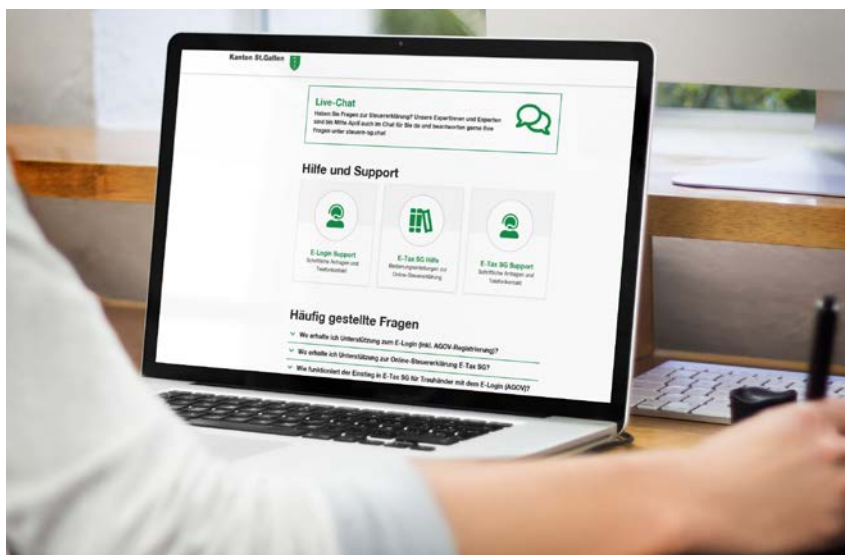 Kanton St.Gallen
Live-Chat
Haben Sie Fragen zur Steuererklärung? Unsere Expertinnen und Experten
sind bis Mitte April auch im Chat für Sie da und beantworten gerne Ihre
Fragen unter steuern-sg.chat
Hilfe und Support
E-Login Support
Schriftliche Anfragen und
Telefonkontakt
E-Tax SG Hilfe
Bedienungsanleitungen zur
Online-Steuererklärung
E-Tax SG Support
Schriftliche Anfragen und
Telefonkontakt
Häufig gestellte Fragen
Wo erhalte ich Unterstützung zum E-Login (inkl. AGOV-Registrierung)?
Wo erhalte ich Unterstützung zur Online-Steuererklärung E-Tax SG?
Wie funktioniert der Einstieg in E-Tax SG für Treuhänder mit dem E-Login (AGOV)?